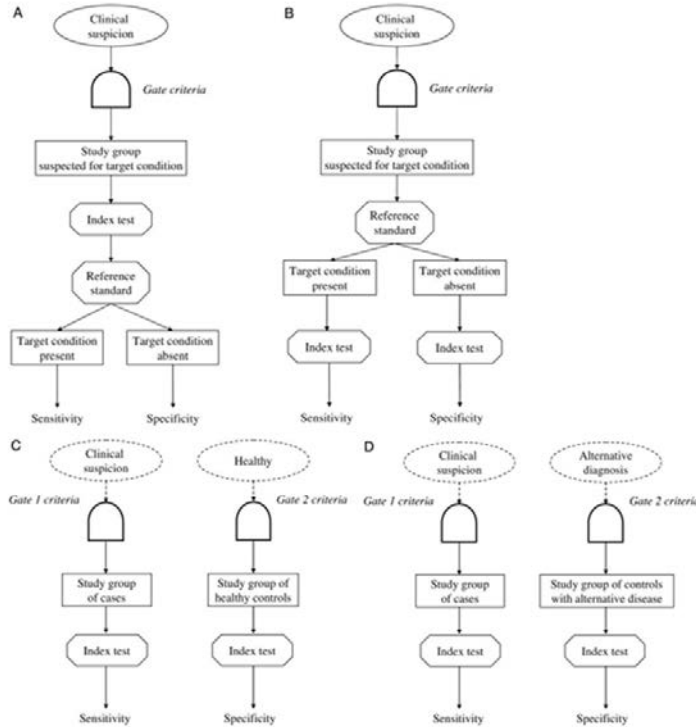 A
Clinical
suspicion
Gate criteria
Study group
suspected for target condition
Index test
Reference
standard
Target condition
present
Target condition
absent
Sensitivity
Specificity
B
Clinical
suspicion
Gate criteria
Study group
suspected for target condition
Reference
standard
Target condition
present
Target condition
absent
Index test
Index test
Sensitivity
Specificity
C
Clinical
suspicion
Healthy
Gate 1 criteria
Gate 2 criteria
Study group
of cases
Study group of
healthy controls
Index test
Index test
Sensitivity
Specificity
D
Clinical
suspicion
Alternative
diagnosis
Gate 1 criteria
Gate 2 criteria
Study group
of cases
Study group of controls
with alternative disease
Index test
Index test
Sensitivity
Specificity